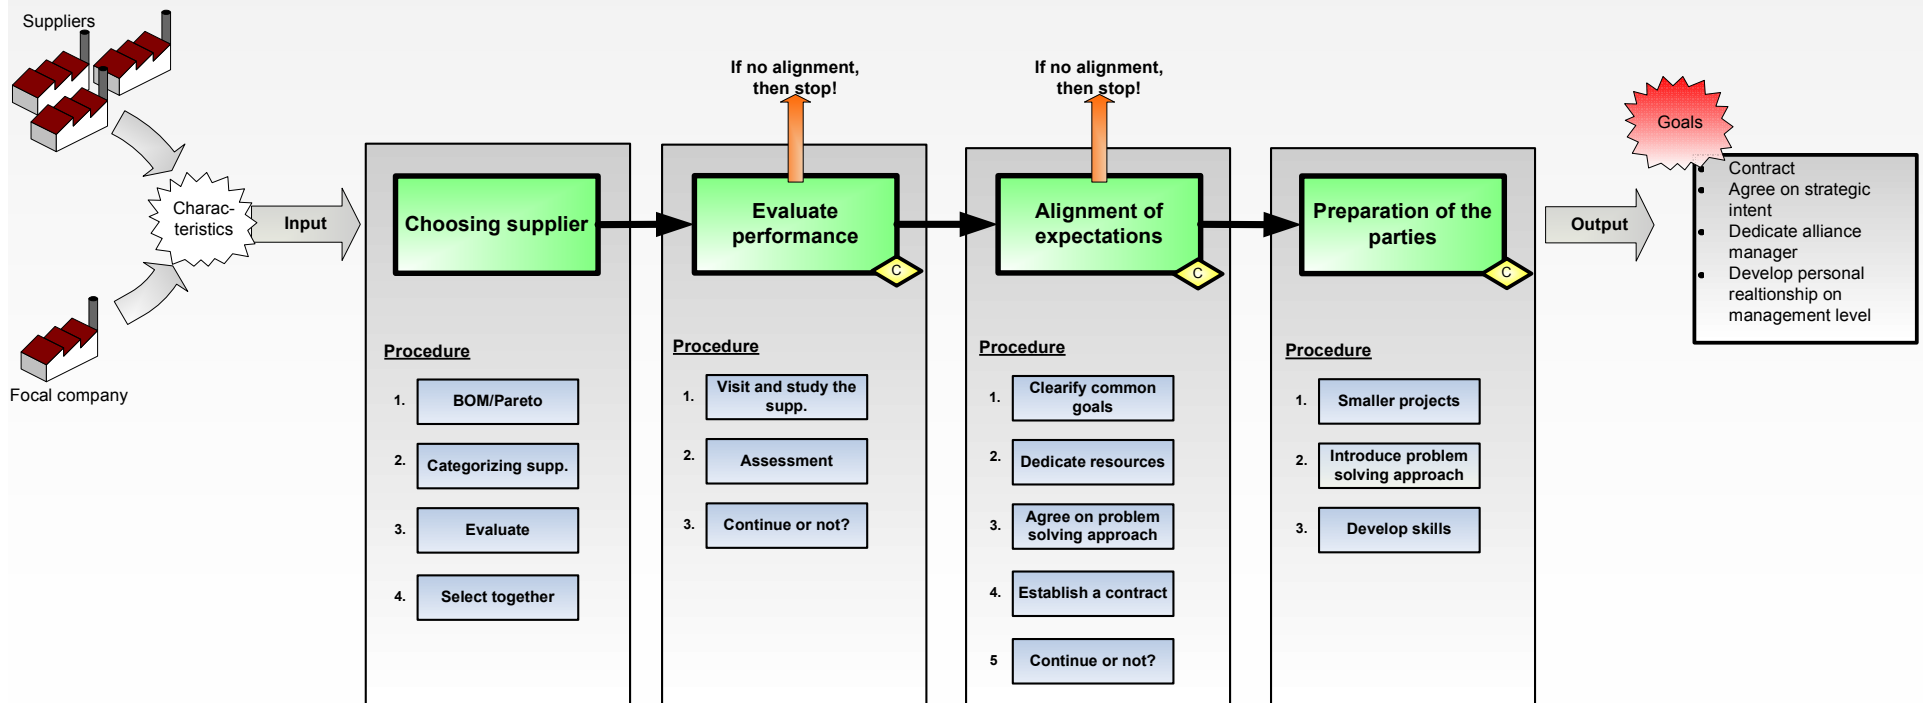 Suppliers
Focal company
Charac-
teristics
Input
Choosing supplier
Procedure
1. BOM/Pareto
2. Categorizing supp.
3. Evaluate
4. Select together
If no alignment,
then stop!
Evaluate
performance
C
Procedure
1. Visit and study the
supp.
2. Assessment
3. Continue or not?
If no alignment,
then stop!
Alignment of
expectations
C
Procedure
1. Clearify common
goals
2. Dedicate resources
3. Agree on problem
solving approach
4. Establish a contract
5 Continue or not?
Preparation of the
parties
C
Procedure
1. Smaller projects
2. Introduce problem
solving approach
3. Develop skills
Output
Goals
• Contract
• Agree on strategic
intent
• Dedicate alliance
manager
• Develop personal
realtionship on
management level